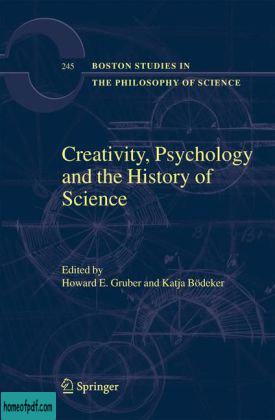 245
BOSTON STUDIES IN
THE PHILOSOPHY OF SCIENCE
Creativity, Psychology
and the History of
Science
Edited by
Howard E. Gruber and Katja Bödeker
Springer
homeofpdf.com